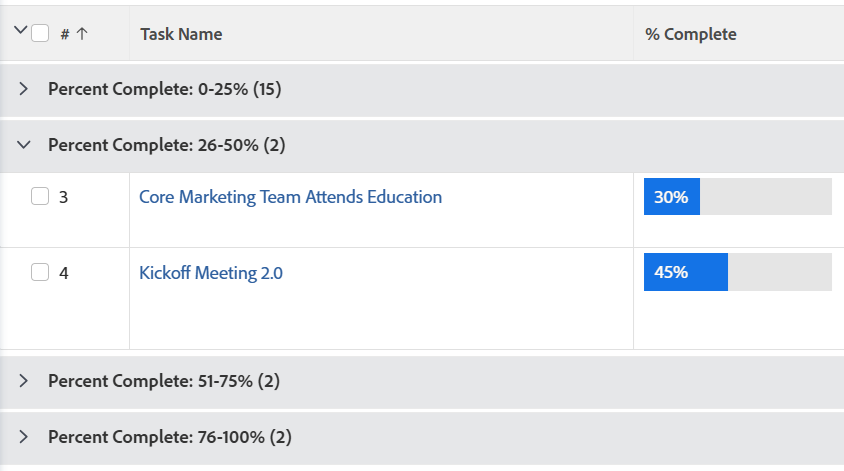 # ↑ Task Name % Complete
Percent Complete: 0-25% (15)
Percent Complete: 26-50% (2)
3 Core Marketing Team Attends Education 30%
4 Kickoff Meeting 2.0 45%
Percent Complete: 51-75% (2)
Percent Complete: 76-100% (2)